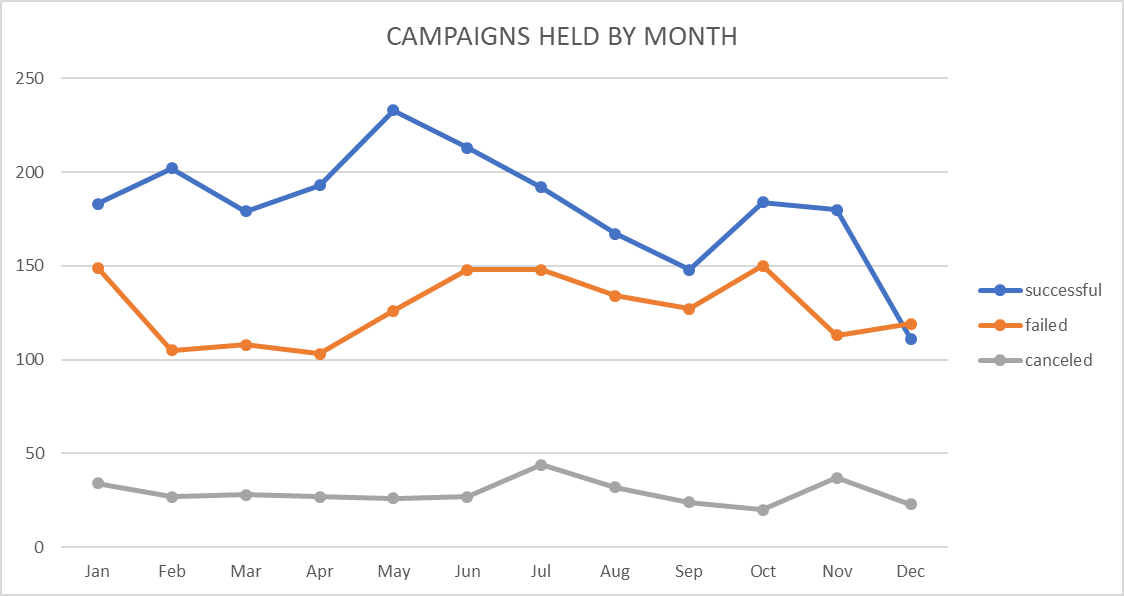 CAMPAIGNS HELD BY MONTH
250
200
150
100
50
0
Jan Feb Mar Apr May Jun Jul Aug Sep Oct Nov Dec
successful
failed
canceled